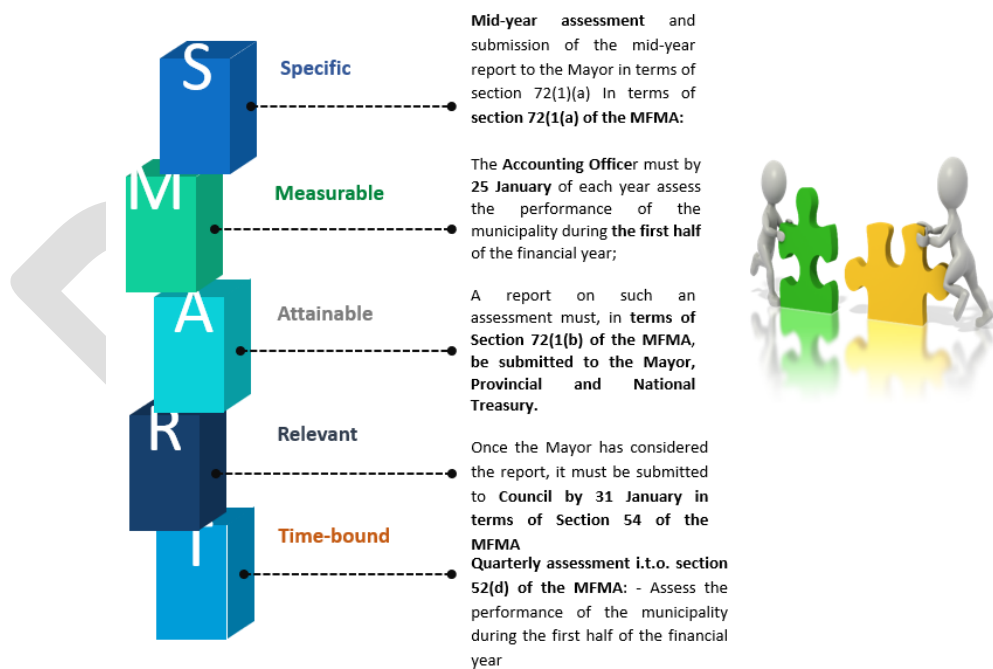 S
Specific
Mid-year assessment and
submission of the mid-year
report to the Mayor in terms of
section 72(1)(a) In terms of
section 72(1(a) of the MFMA:
M
Measurable
The Accounting Officer must by
25 January of each year assess
the performance of the
municipality during the first half
of the financial year;
A
Attainable
A report on such an
assessment must, in terms of
Section 72(1(b) of the MFMA,
be submitted to the Mayor,
Provincial and National
Treasury.
R
Relevant
Once the Mayor has considered
the report, it must be submitted
to Council by 31 January in
terms of Section 54 of the
MFMA
T
Time-bound
Quarterly assessment i.t.o. section
52(d) of the MFMA: - Assess the
performance of the municipality
during the first half of the financial
year